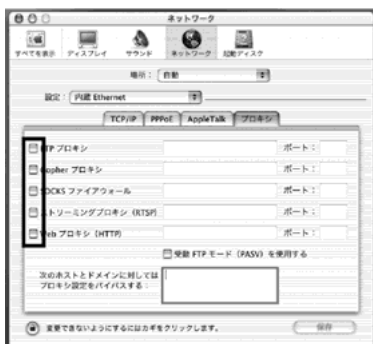 ネットワーク
すべてを表示 ディスプレイ サウンド ネットワーク 起動ディスク
場所： 自動
設定： 内蔵 Ethernet
TCP/IP PPPoE AppleTalk プロキシ
FTP プロキシ ポート：
Gopher プロキシ ポート：
SOCKS ファイアウォール ポート：
ストリーミングプロキシ (RTSP) ポート：
Web プロキシ (HTTP) ポート：
受動 FTP モード (PASV) を使用する
次のホストとドメインに対しては
プロキシ設定をバイパスする：
変更できないようにするにはカギをクリックします。 保存